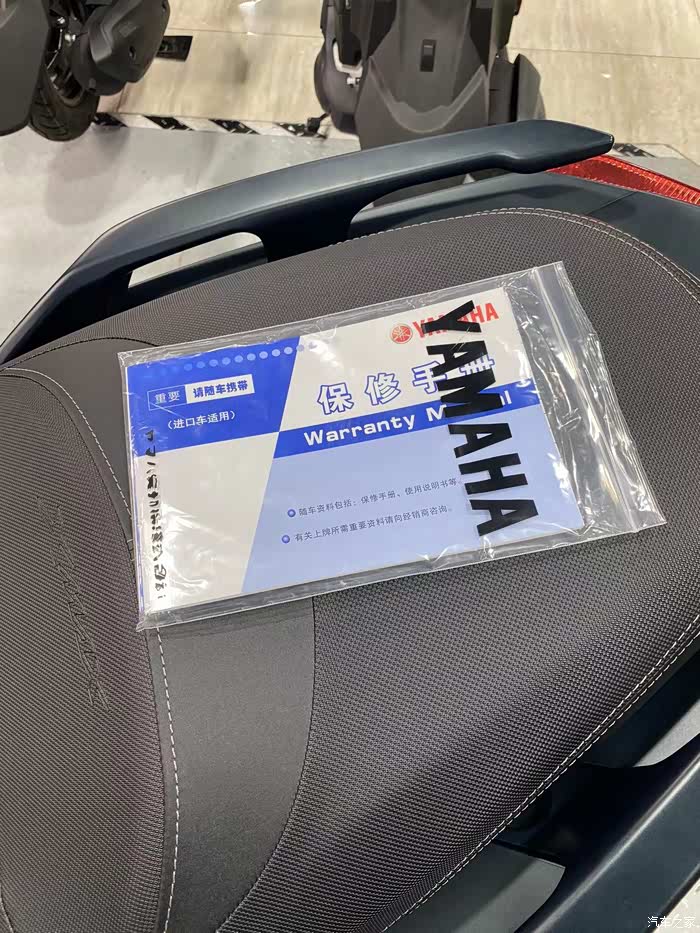 YAMAHA
YAMAHA
重要 请随车携带
(进口车适用)
保修手册
Warranty M
随车资料包括:保修手册、使用说明书等。
有关上牌所需重要资料请向经销商咨询。
汽车之家